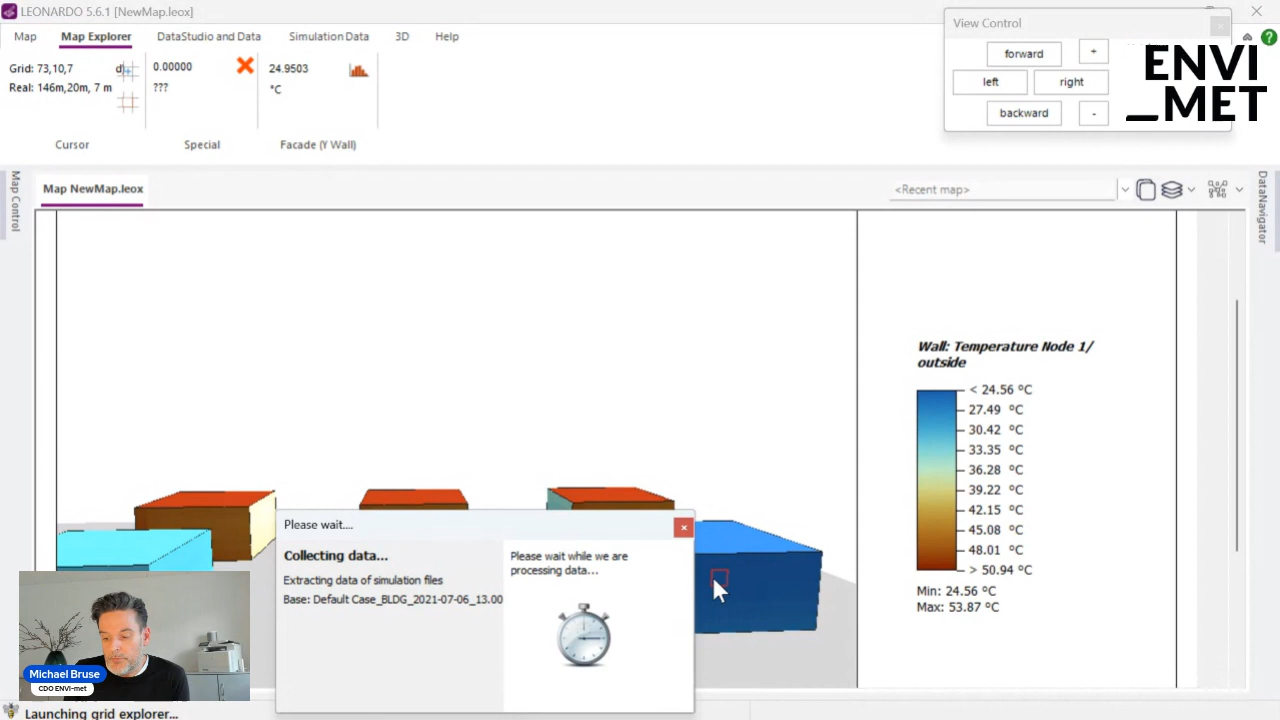 LEONARDO 5.6.1 [NewMap.leox]
Map
Map Explorer
DataStudio and Data
Simulation Data
3D
Help
Grid: 73,10,7
Real: 146m,20m, 7 m
Cursor
0.00000
???
Special
24.9503
°C
Facade (Y Wall)
View Control
forward
+
left
right
backward
-
ENVI
_MET
Map Control
Map NewMap.leox
<Recent map>
DataNavigator
Wall: Temperature Node 1/
outside
< 24.56 °C
27.49 °C
30.42 °C
33.35 °C
36.28 °C
39.22 °C
42.15 °C
45.08 °C
48.01 °C
> 50.94 °C
Min: 24.56 °C
Max: 53.87 °C
Please wait....
Collecting data...
Extracting data of simulation files
Base: Default Case_BLDG_2021-07-06_13.00
Please wait while we are
processing data...
Michael Bruse
CDO ENVI-met
Launching grid explorer...